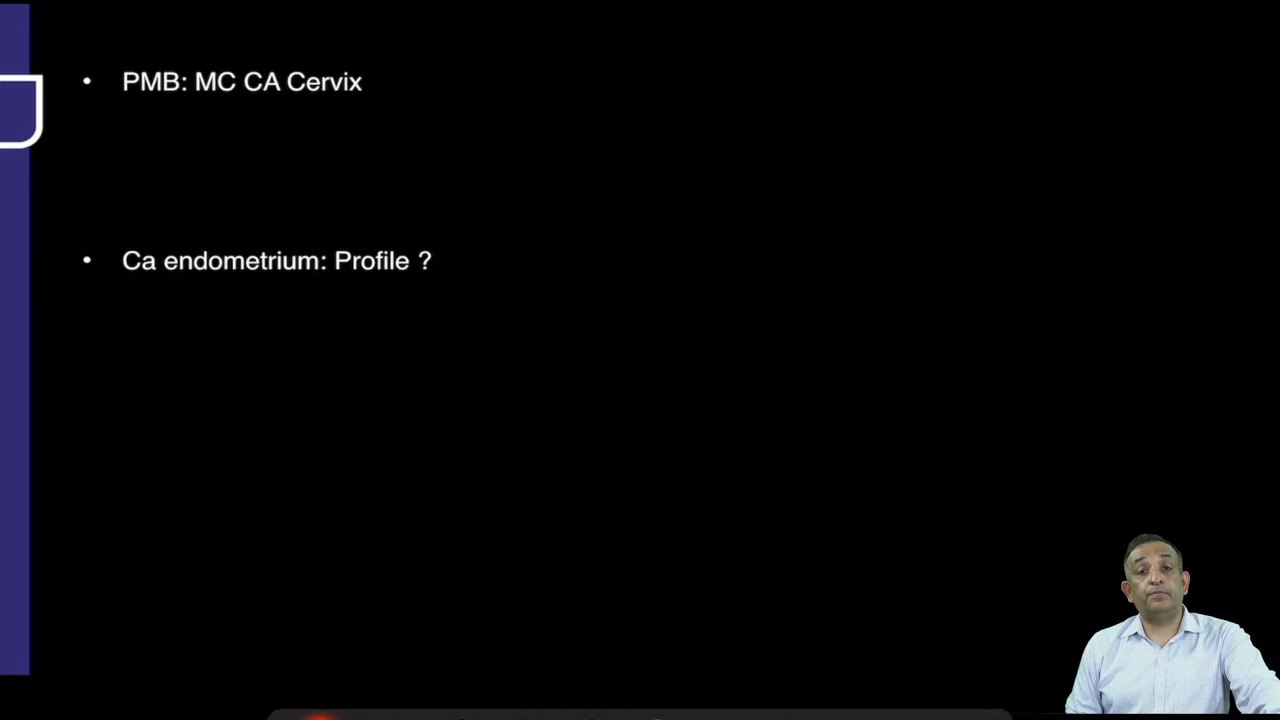 • PMB: MC CA Cervix
• Ca endometrium: Profile ?